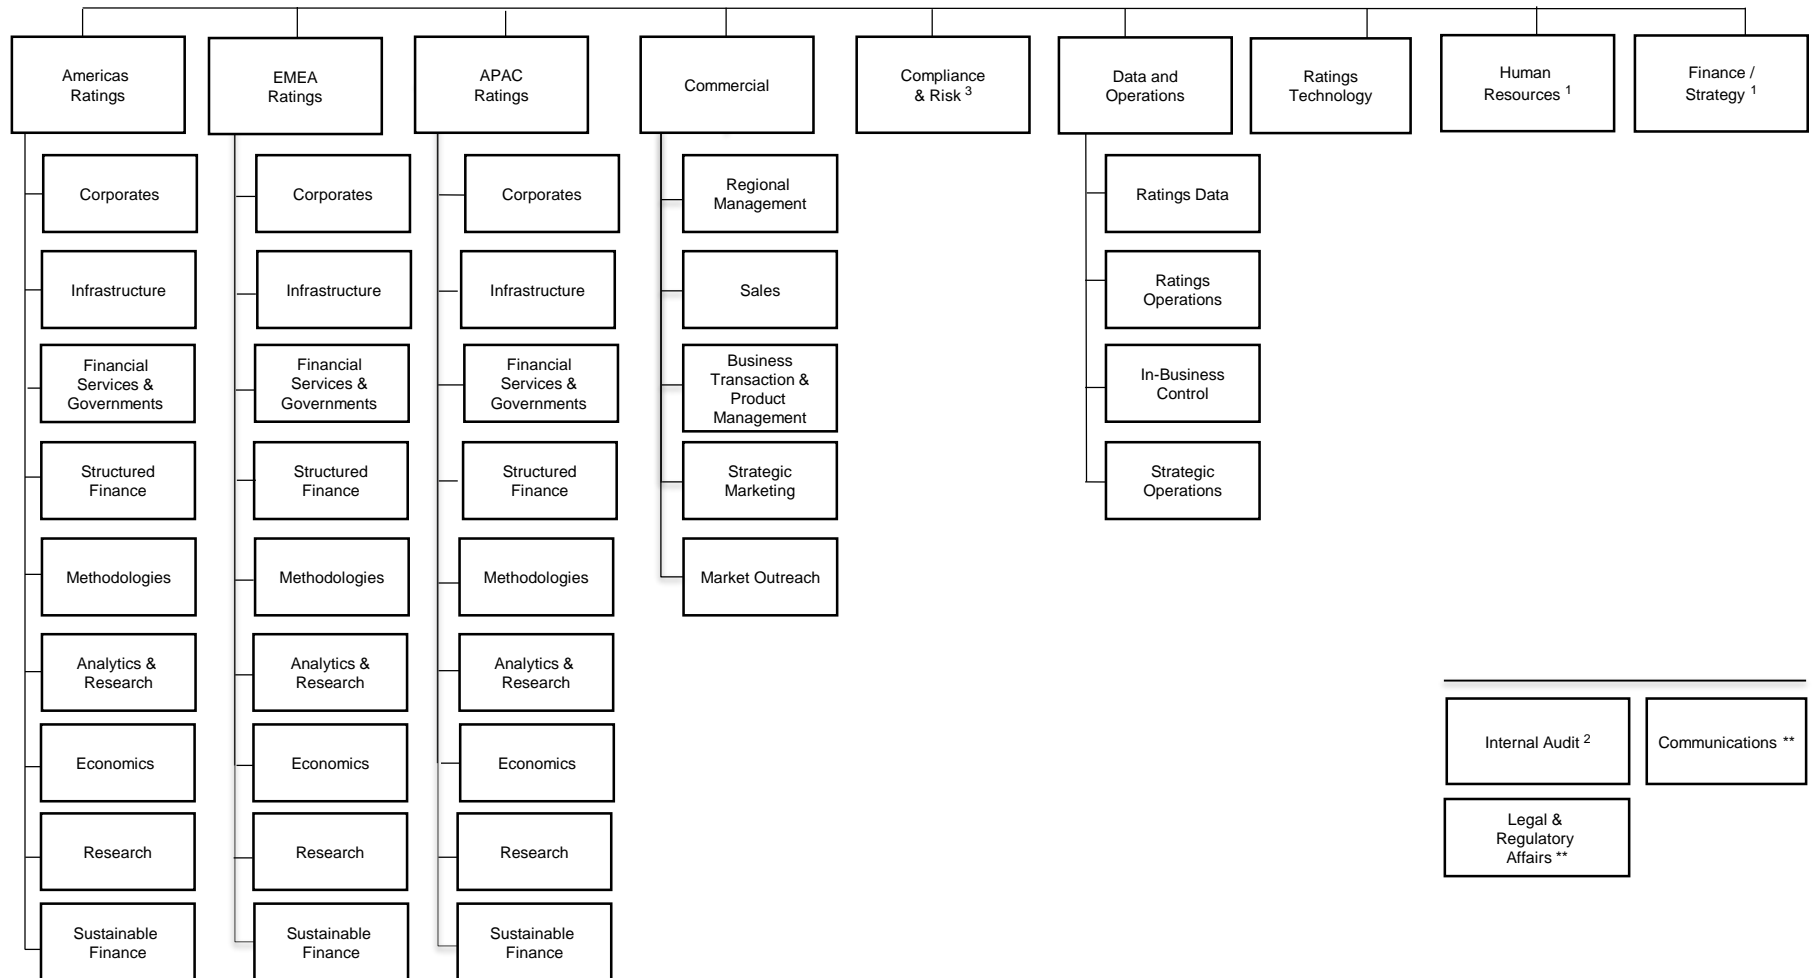 Americas
Ratings
EMEA
Ratings
APAC
Ratings
Commercial
Compliance
& Risk 3
Data and
Operations
Ratings
Technology
Human
Resources 1
Finance /
Strategy 1
Corporates
Infrastructure
Financial
Services &
Governments
Structured
Finance
Methodologies
Analytics &
Research
Economics
Research
Sustainable
Finance
Corporates
Infrastructure
Financial
Services &
Governments
Structured
Finance
Methodologies
Analytics &
Research
Economics
Research
Sustainable
Finance
Corporates
Infrastructure
Financial
Services &
Governments
Structured
Finance
Methodologies
Analytics &
Research
Economics
Research
Sustainable
Finance
Regional
Management
Sales
Business
Transaction &
Product
Management
Strategic
Marketing
Market Outreach
Ratings Data
Ratings
Operations
In-Business
Control
Strategic
Operations
Internal Audit 2
Communications **
Legal &
Regulatory
Affairs **